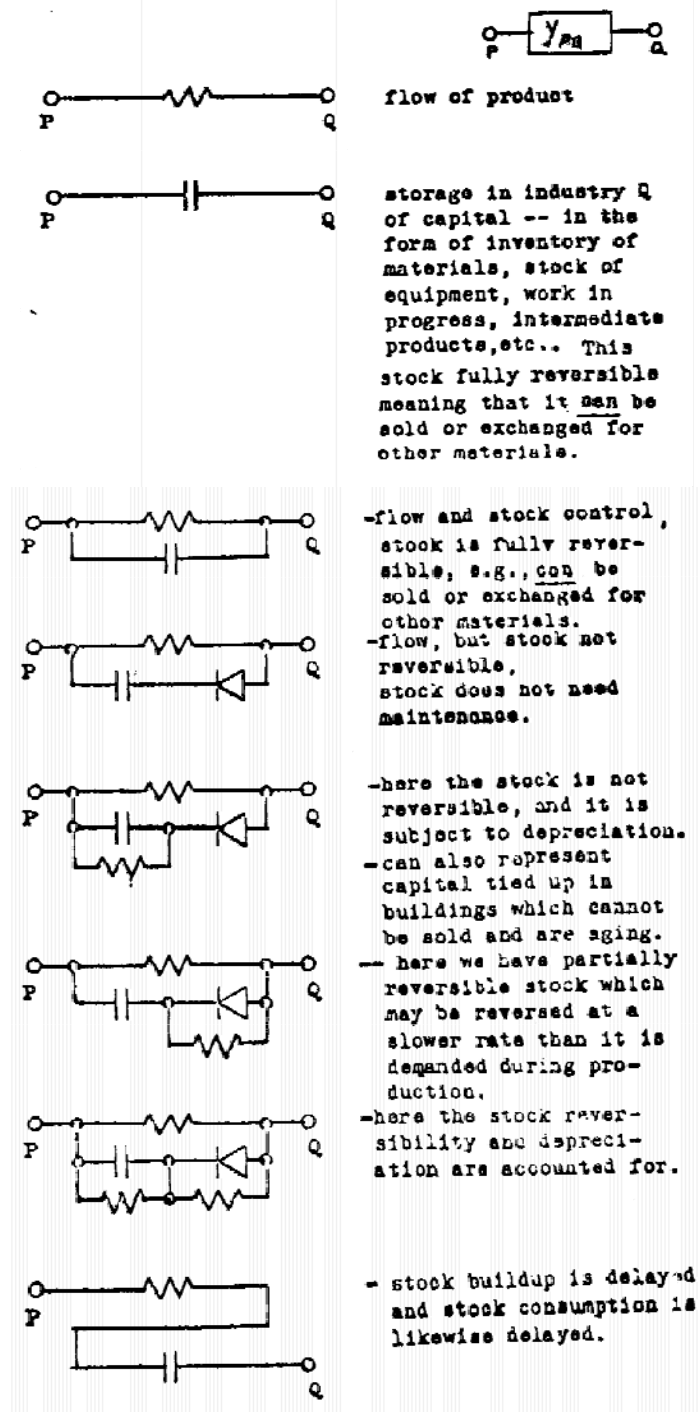 y_PQ
P Q
flow of product
P Q
storage in industry Q
of capital -- in the
form of inventory of
materials, stock of
equipment, work in
progress, intermediate
products,etc.. This
stock fully reversible
meaning that it can be
sold or exchanged for
other materials.
P Q
-flow and stock control,
stock is fully rever-
sible, e.g., can be
sold or exchanged for
other materials.
P Q
-flow, but stock not
reversible,
stock does not need
maintenance.
P Q
-here the stock is not
reversible, and it is
subject to depreciation.
-can also represent
capital tied up in
buildings which cannot
be sold and are aging.
P Q
-- here we have partially
reversible stock which
may be reversed at a
slower rate than it is
demanded during pro-
duction.
P Q
-here the stock rever-
sibility and depreci-
ation are accounted for.
P
- stock buildup is delayed
and stock consumption is
likewise delayed.
Q